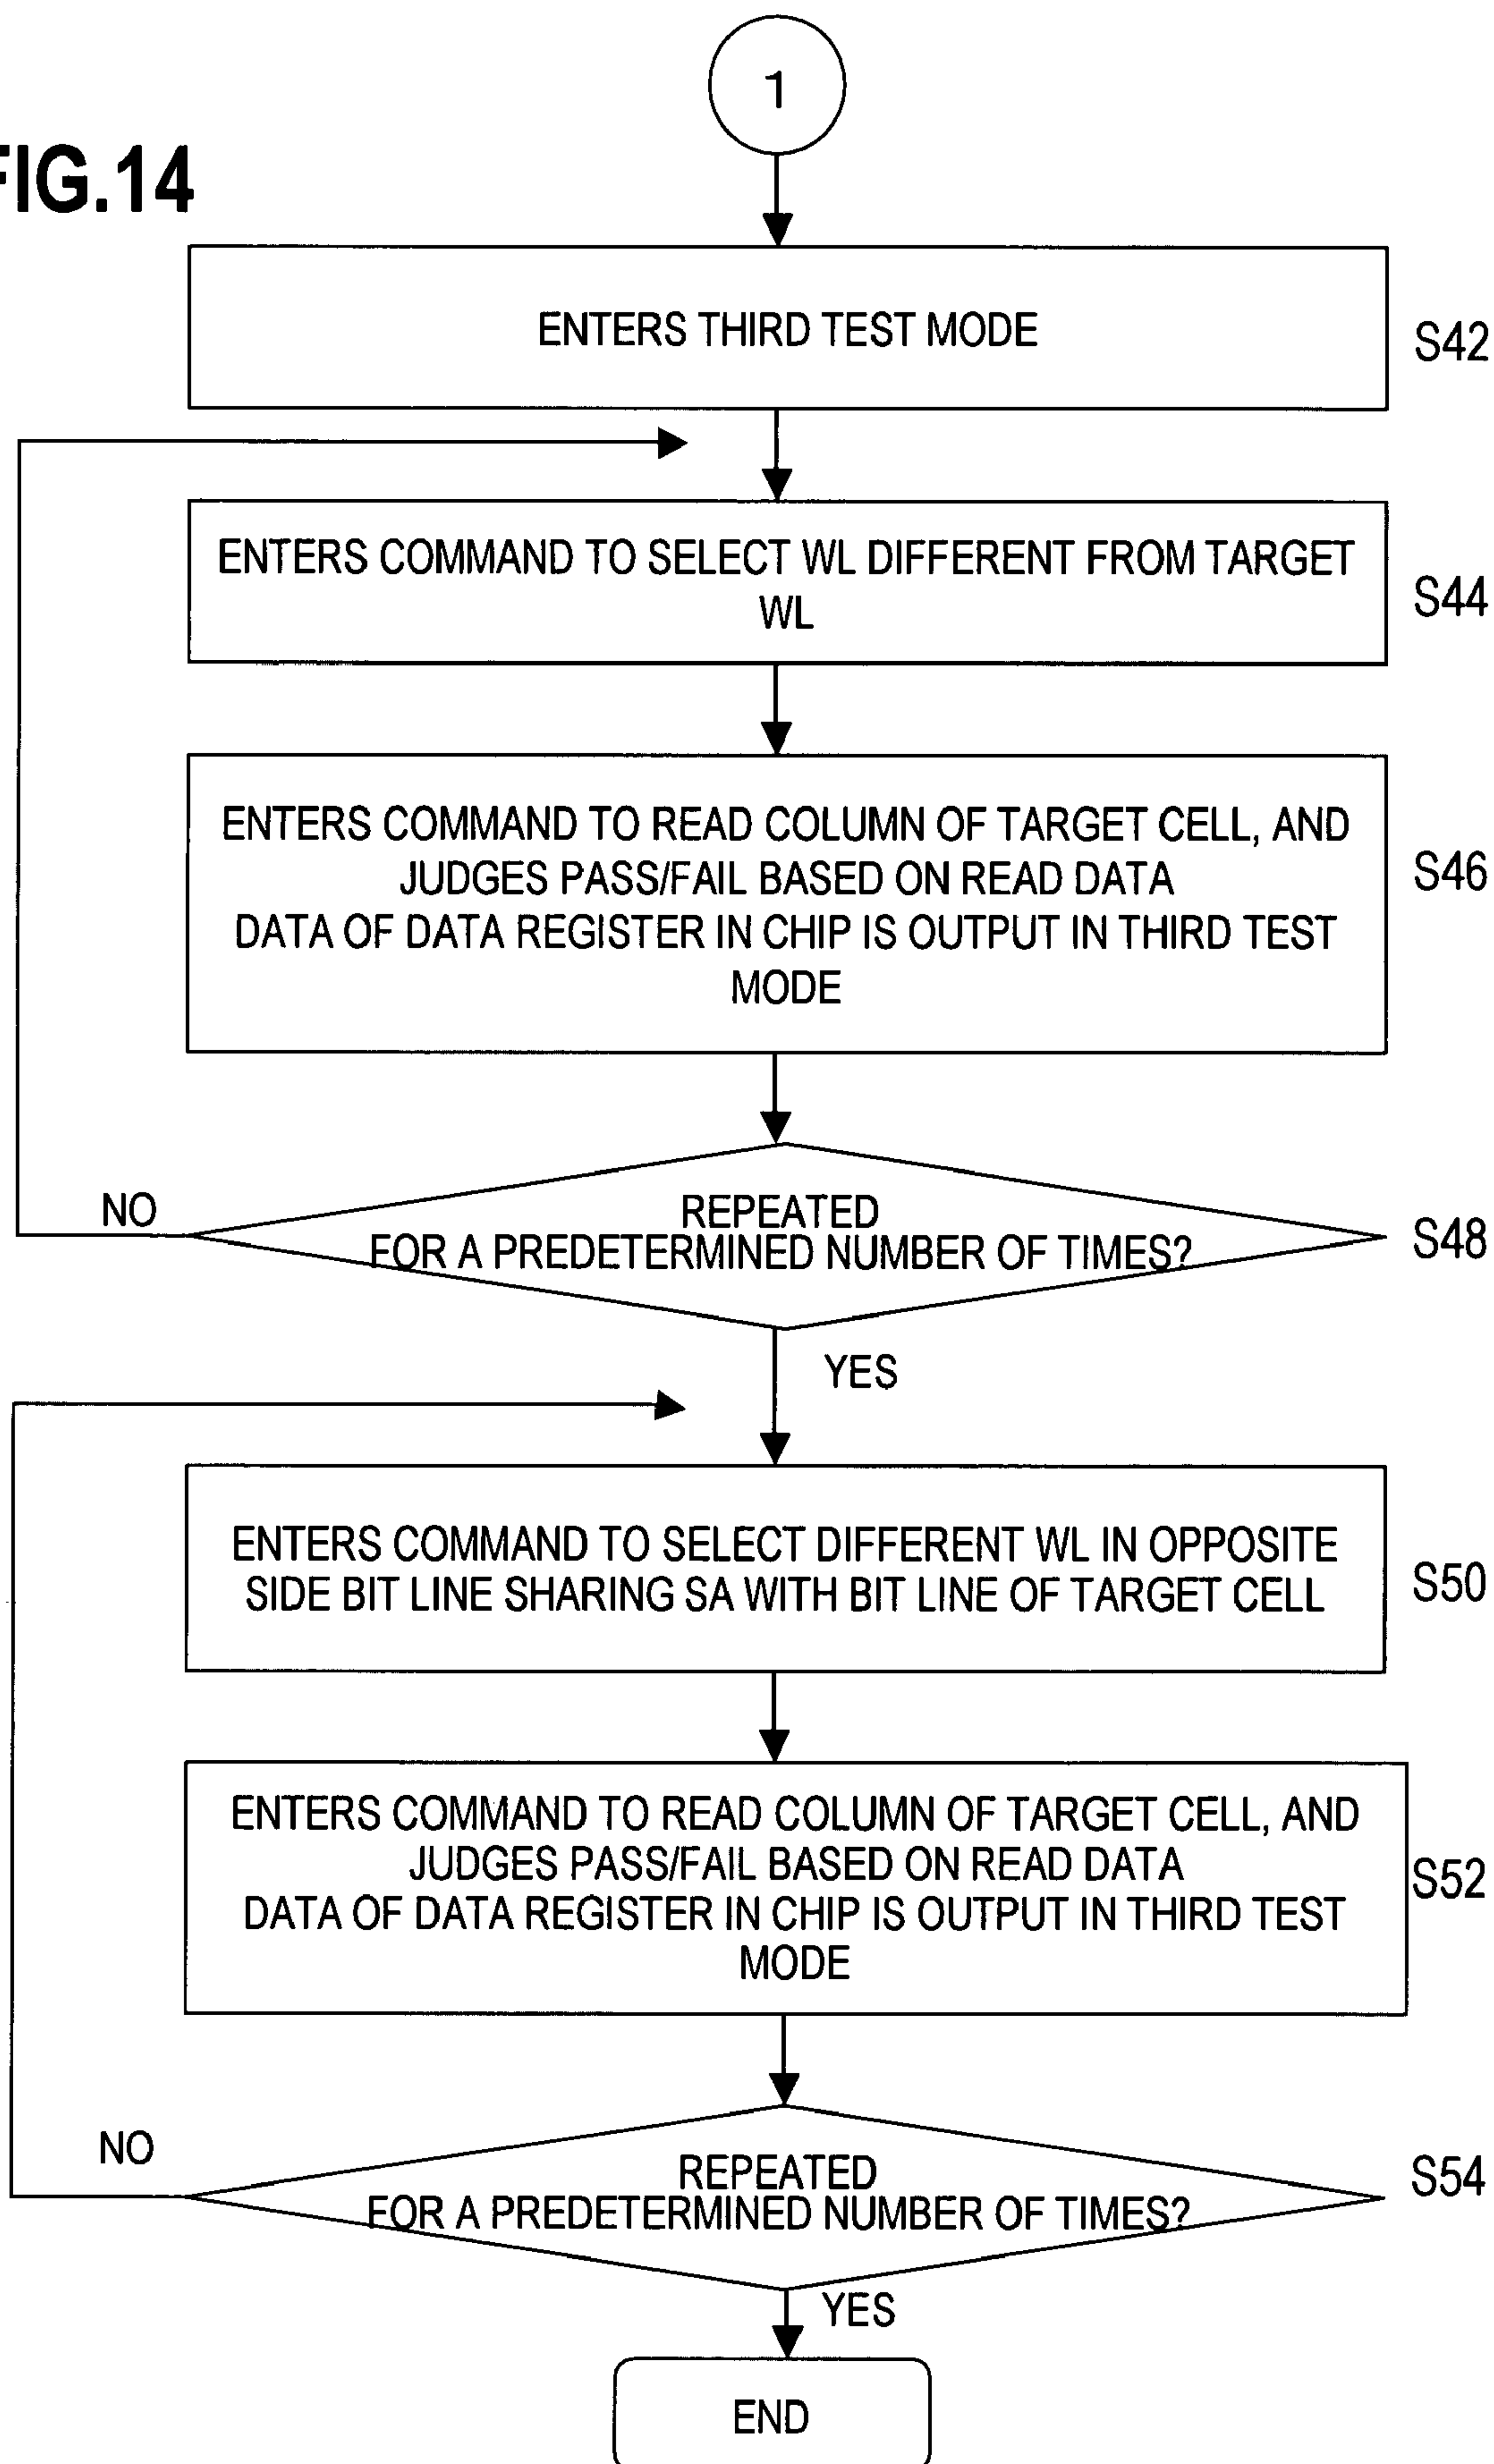 1
FIG.14
ENTERS THIRD TEST MODE
S42
ENTERS COMMAND TO SELECT WL DIFFERENT FROM TARGET
WL
S44
ENTERS COMMAND TO READ COLUMN OF TARGET CELL, AND
JUDGES PASS/FAIL BASED ON READ DATA
DATA OF DATA REGISTER IN CHIP IS OUTPUT IN THIRD TEST
MODE
S46
NO
REPEATED
FOR A PREDETERMINED NUMBER OF TIMES?
S48
YES
ENTERS COMMAND TO SELECT DIFFERENT WL IN OPPOSITE
SIDE BIT LINE SHARING SA WITH BIT LINE OF TARGET CELL
S50
ENTERS COMMAND TO READ COLUMN OF TARGET CELL, AND
JUDGES PASS/FAIL BASED ON READ DATA
DATA OF DATA REGISTER IN CHIP IS OUTPUT IN THIRD TEST
MODE
S52
NO
REPEATED
FOR A PREDETERMINED NUMBER OF TIMES?
S54
YES
END